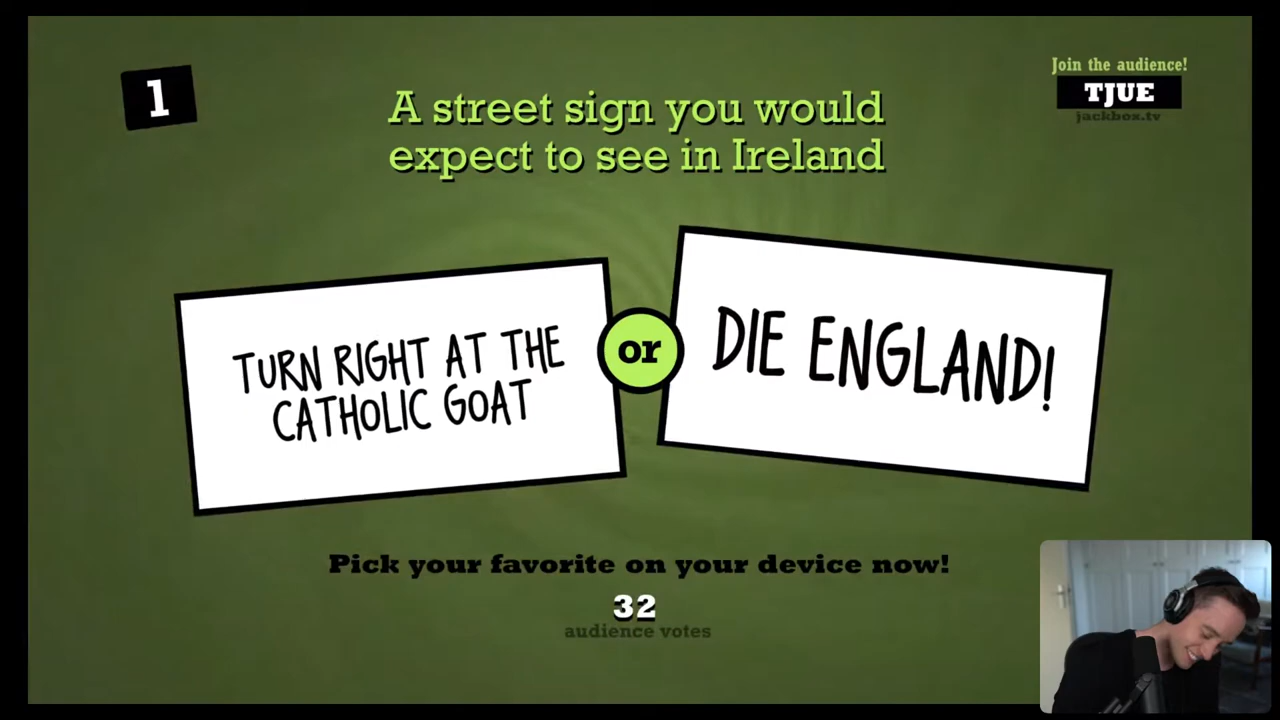 1
Join the audience!
TJUE
jackbox.tv
A street sign you would
expect to see in Ireland
TURN RIGHT AT THE
CATHOLIC GOAT
or
DIE ENGLAND!
Pick your favorite on your device now!
32
audience votes